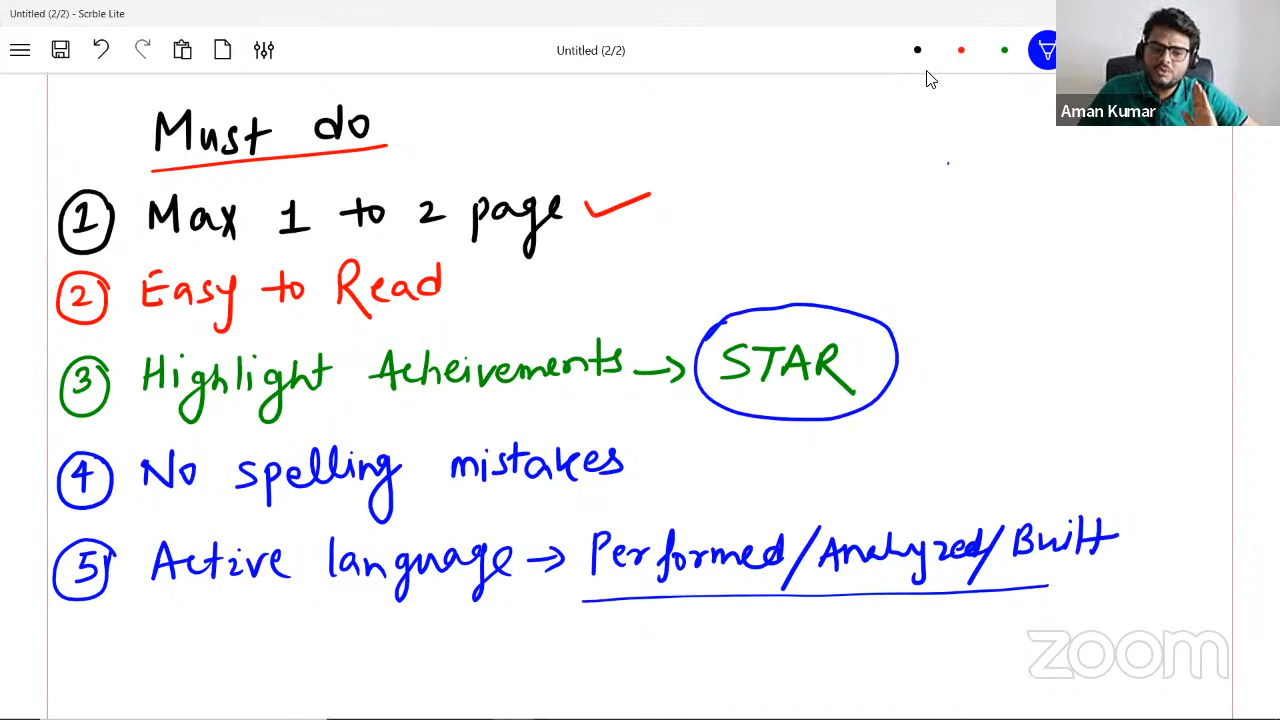 Untitled (2/2) - Scrble Lite
Untitled (2/2)
Aman Kumar
Must do
1 Max 1 to 2 page
2 Easy to Read
3 Highlight Acheivements → STAR
4 No spelling mistakes
5 Active language → Performed/Analyzed/Built
zoom